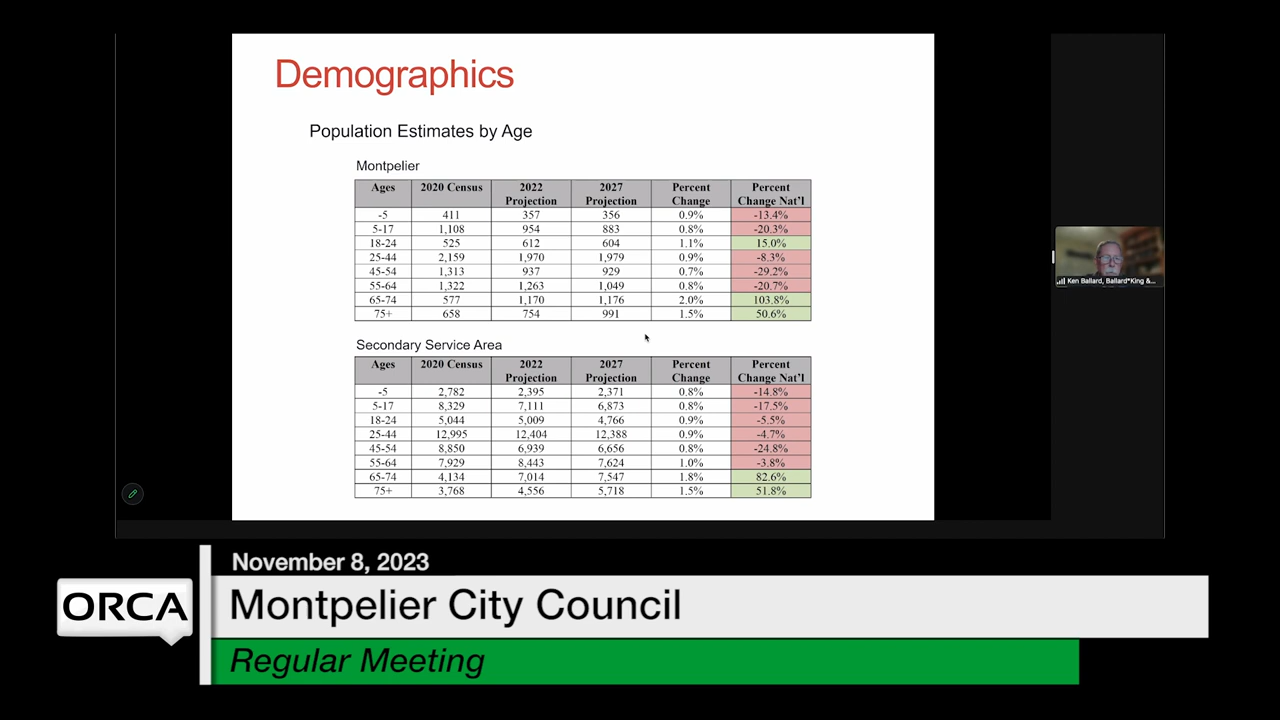 Demographics
Population Estimates by Age
Montpelier
Ages 2020 Census 2022 Projection 2027 Projection Percent Change Percent Change Nat'l
-5 411 357 356 0.9% -13.4%
5-17 1,108 954 883 0.8% -20.3%
18-24 525 612 604 1.1% 15.0%
25-44 2,159 1,970 1,979 0.9% -8.3%
45-54 1,313 937 929 0.7% -29.2%
55-64 1,322 1,263 1,049 0.8% -20.7%
65-74 577 1,170 1,176 2.0% 103.8%
75+ 658 754 991 1.5% 50.6%
Secondary Service Area
Ages 2020 Census 2022 Projection 2027 Projection Percent Change Percent Change Nat'l
-5 2,782 2,395 2,371 0.8% -14.8%
5-17 8,329 7,111 6,873 0.8% -17.5%
18-24 5,044 5,009 4,766 0.9% -5.5%
25-44 12,995 12,404 12,388 0.9% -4.7%
45-54 8,850 6,939 6,656 0.8% -24.8%
55-64 7,929 8,443 7,624 1.0% -3.8%
65-74 4,134 7,014 7,547 1.8% 82.6%
75+ 3,768 4,556 5,718 1.5% 51.8%
Ken Ballard, Ballard*King &...
November 8, 2023
ORCA
Montpelier City Council
Regular Meeting